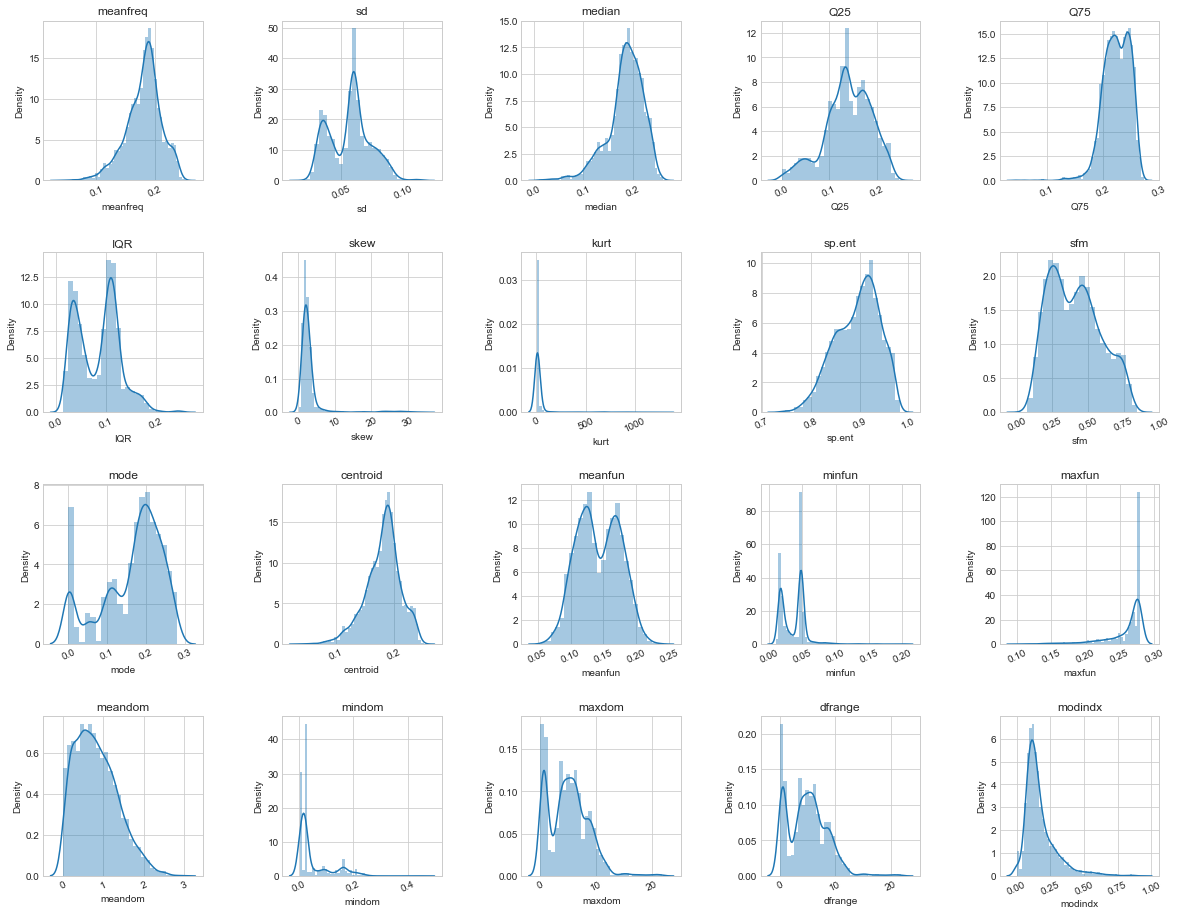 meanfreq sd median Q25 Q75
Density 15 10 5 0 0.1 0.2 meanfreq
Density 50 40 30 20 10 0 0.05 0.10 sd
Density 15.0 12.5 10.0 7.5 5.0 2.5 0.0 0.0 0.1 0.2 median
Density 12 10 8 6 4 2 0 0.0 0.1 0.2 Q25
Density 15.0 12.5 10.0 7.5 5.0 2.5 0.0 0.1 0.2 0.3 Q75
IQR skew kurt sp.ent sfm
Density 12.5 10.0 7.5 5.0 2.5 0.0 0.0 0.1 0.2 IQR
Density 0.4 0.3 0.2 0.1 0.0 0 10 20 30 skew
Density 0.03 0.02 0.01 0.00 0 500 1000 kurt
Density 10 8 6 4 2 0 0.7 0.8 0.9 1.0 sp.ent
Density 2.0 1.5 1.0 0.5 0.0 0.00 0.25 0.50 0.75 1.00 sfm
mode centroid meanfun minfun maxfun
Density 8 6 4 2 0 0.0 0.1 0.2 0.3 mode
Density 15 10 5 0 0.1 0.2 centroid
Density 12 10 8 6 4 2 0 0.05 0.10 0.15 0.20 0.25 meanfun
Density 80 60 40 20 0 0.00 0.05 0.10 0.15 0.20 minfun
Density 120 100 80 60 40 20 0 0.10 0.15 0.20 0.25 0.30 maxfun
meandom mindom maxdom dfrange modindx
Density 0.6 0.4 0.2 0.0 0 1 2 3 meandom
Density 40 30 20 10 0 0.0 0.2 0.4 mindom
Density 0.15 0.10 0.05 0.00 0 10 20 maxdom
Density 0.20 0.15 0.10 0.05 0.00 0 10 20 dfrange
Density 6 5 4 3 2 1 0 0.00 0.25 0.50 0.75 1.00 modindx